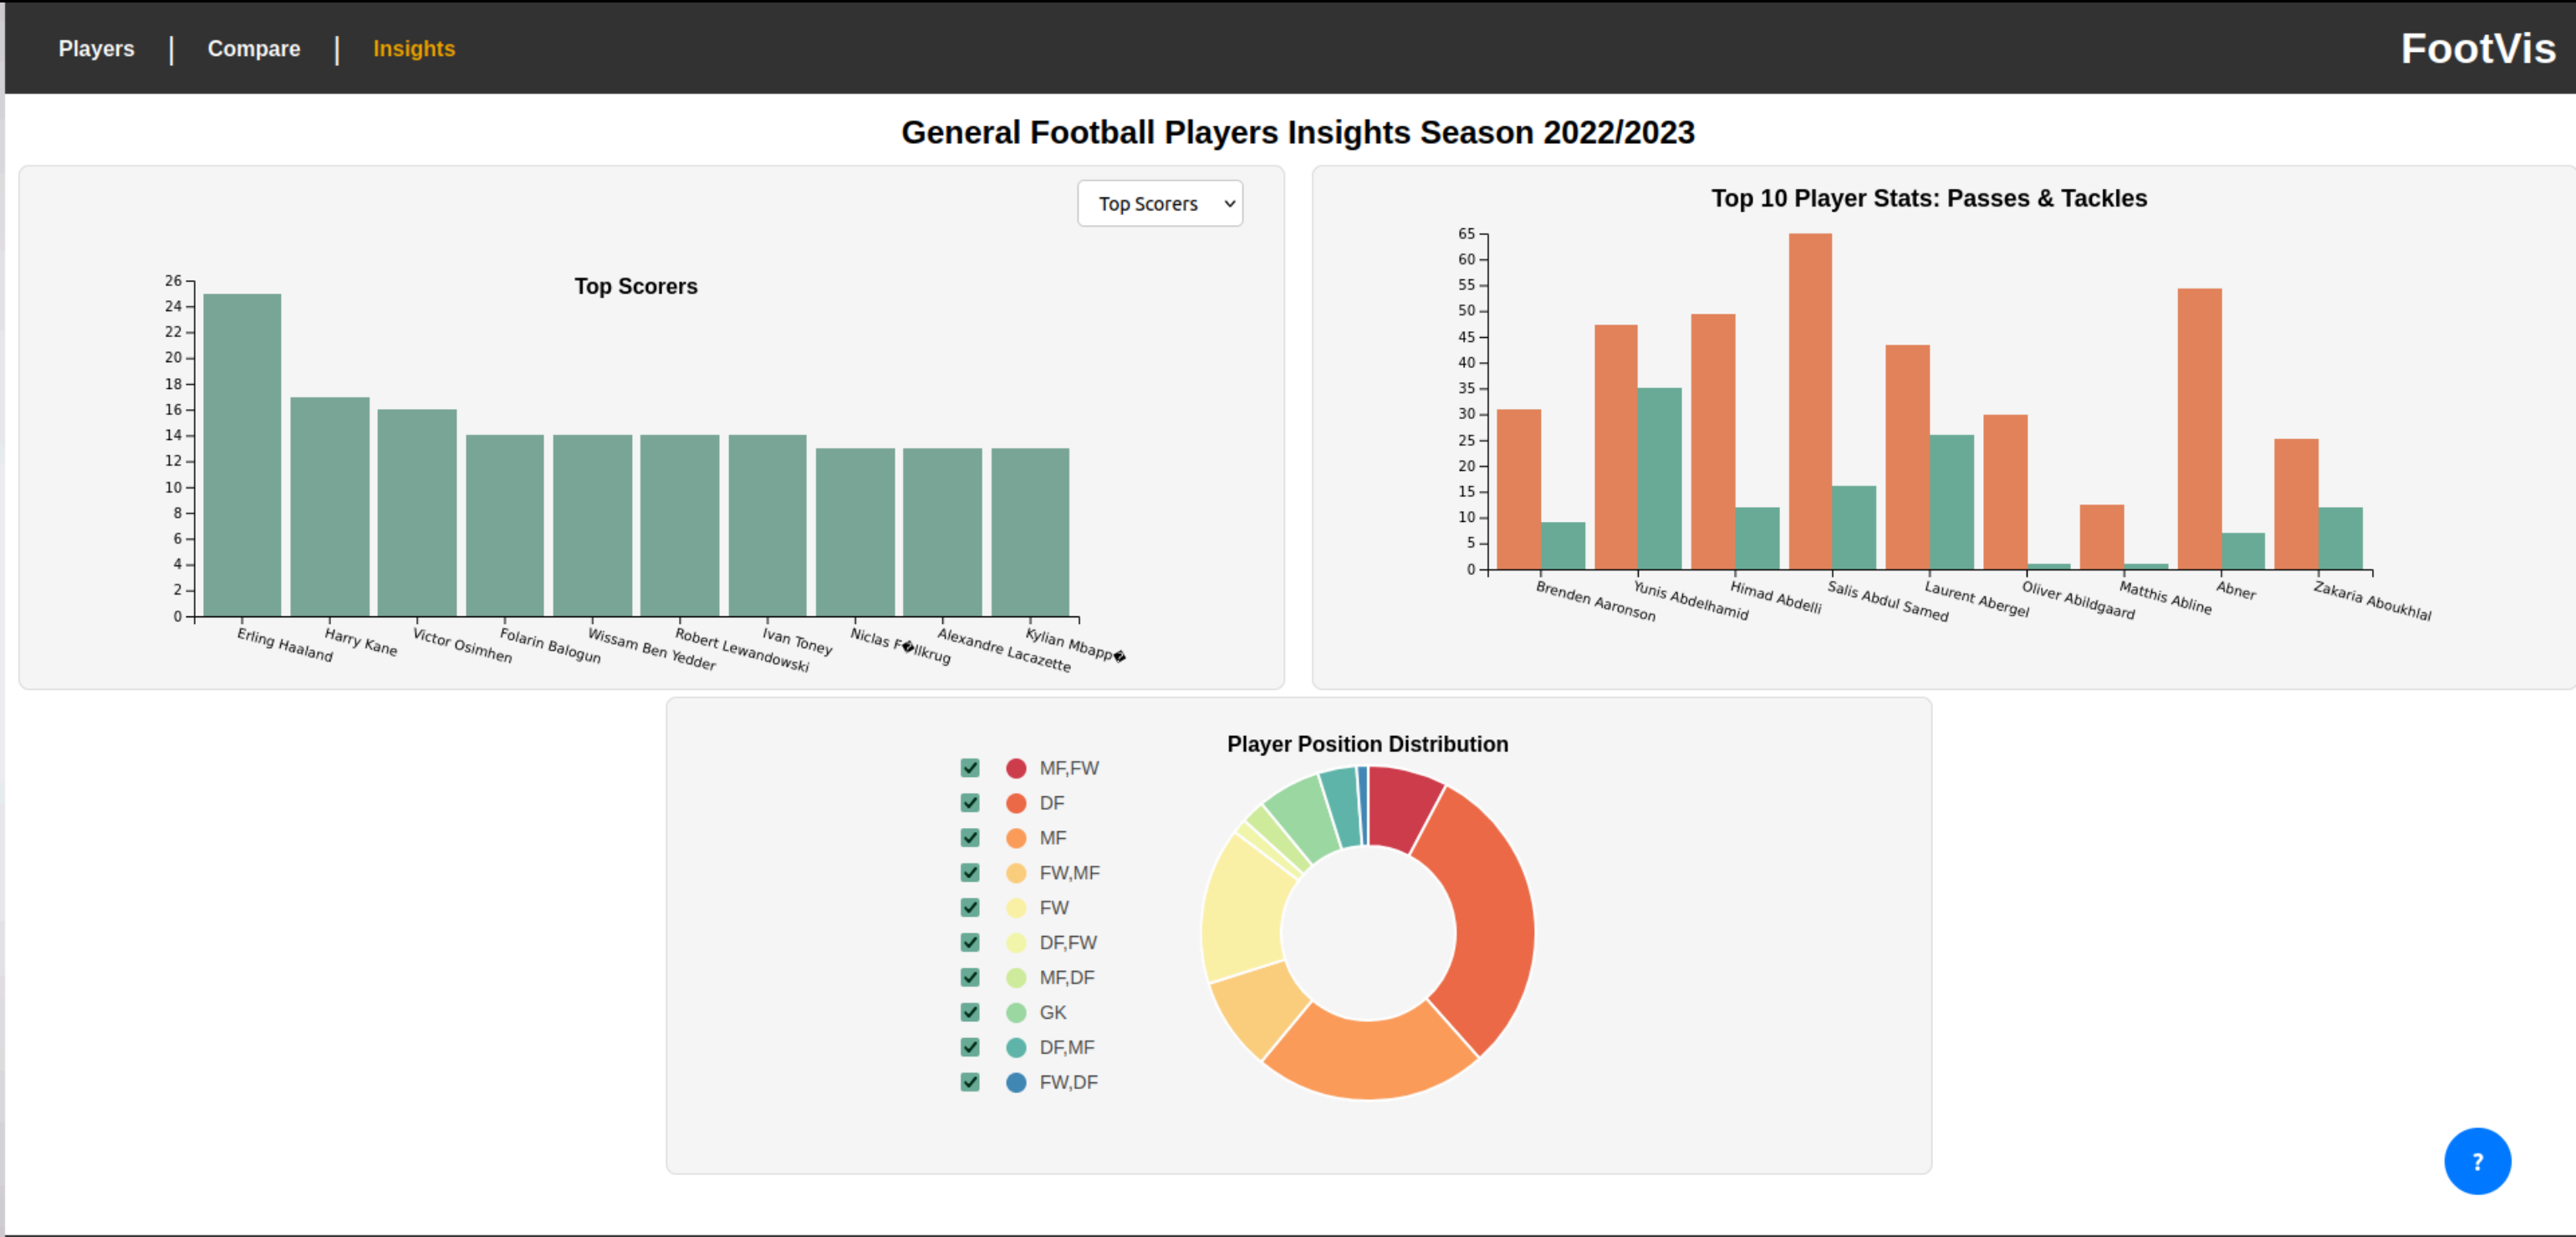 Players | Compare | Insights
FootVis
General Football Players Insights Season 2022/2023
Top Scorers
Top Scorers
26
24
22
20
18
16
14
12
10
8
6
4
2
0
Erling Haaland
Harry Kane
Victor Osimhen
Folarin Balogun
Wissam Ben Yedder
Robert Lewandowski
Ivan Toney
Niclas F�llkrug
Alexandre Lacazette
Kylian Mbapp�
Top 10 Player Stats: Passes & Tackles
65
60
55
50
45
40
35
30
25
20
15
10
5
0
Brenden Aaronson
Yunis Abdelhamid
Himad Abdelli
Salis Abdul Samed
Laurent Abergel
Oliver Abildgaard
Matthis Abline
Abner
Zakaria Aboukhlal
Player Position Distribution
MF,FW
DF
MF
FW,MF
FW
DF,FW
MF,DF
GK
DF,MF
FW,DF
?